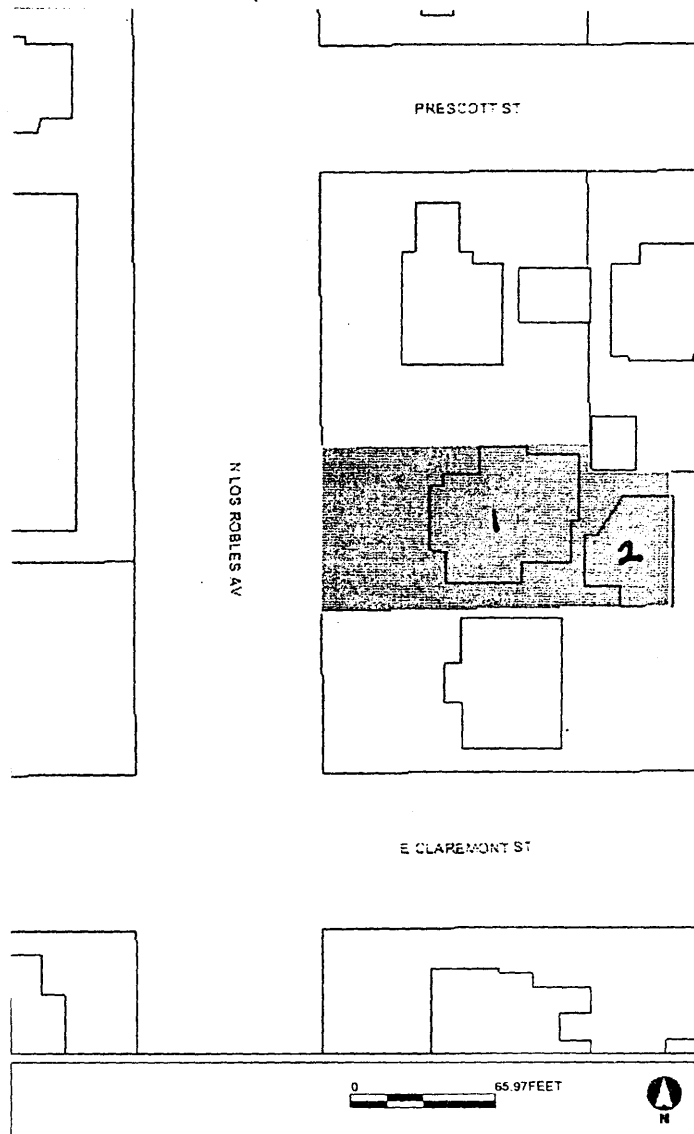 PRESCOTT ST
N LOS ROBLES AV
1
2
E CLAREMONT ST
0 65.97FEET
N